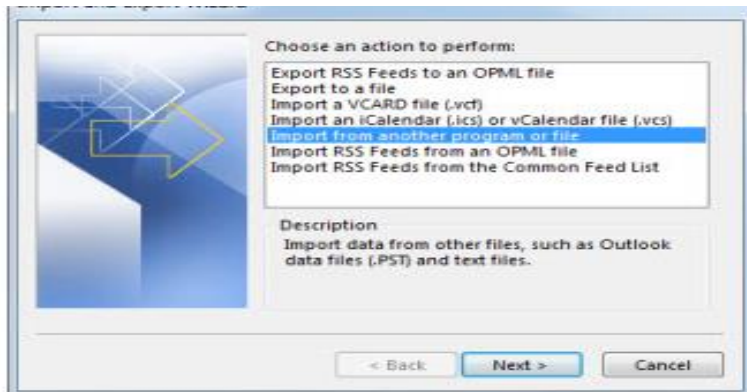 Choose an action to perform:
Export RSS Feeds to an OPML file
Export to a file
Import a VCARD file (.vcf)
Import an iCalendar (.ics) or vCalendar file (.vcs)
Import from another program or file
Import RSS Feeds from an OPML file
Import RSS Feeds from the Common Feed List
Description
Import data from other files, such as Outlook
data files (.PST) and text files.
< Back
Next >
Cancel